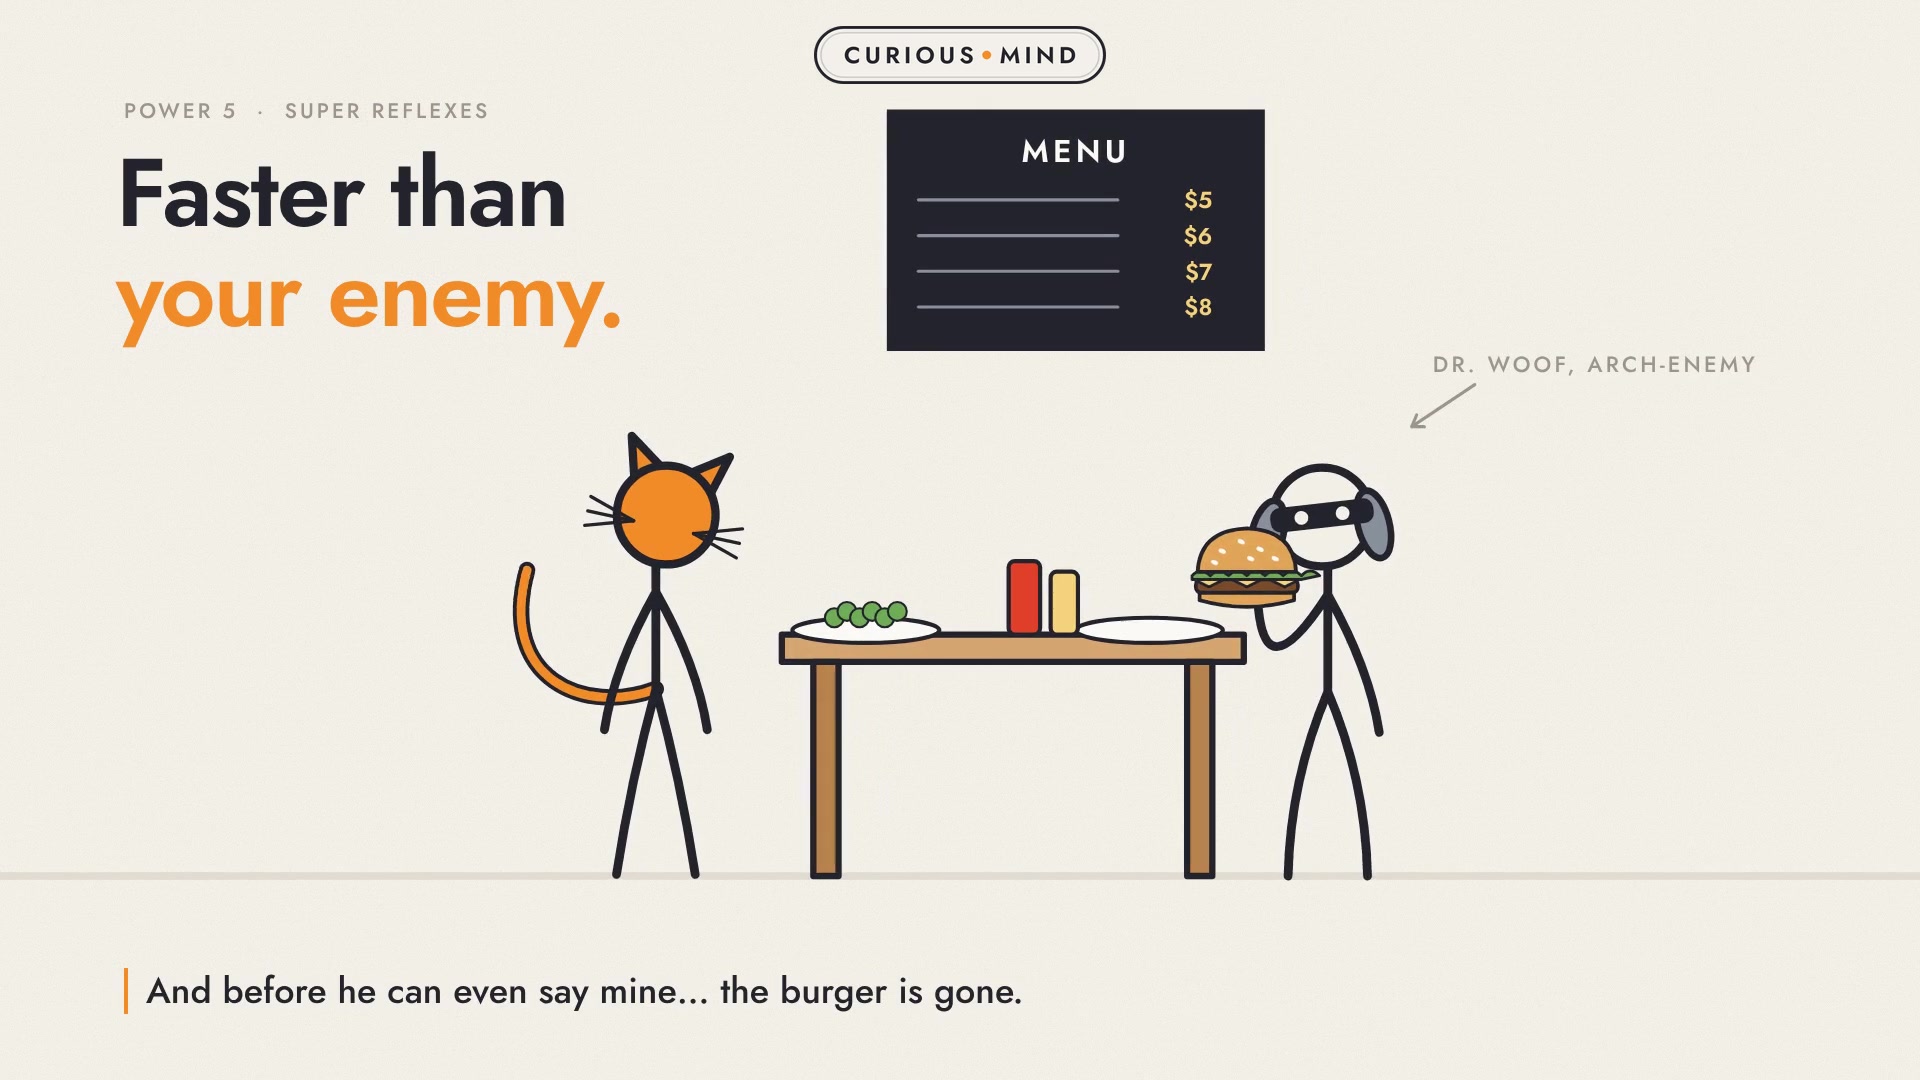 CURIOUS•MIND
POWER 5 · SUPER REFLEXES
Faster than
your enemy.
MENU
$5
$6
$7
$8
DR. WOOF, ARCH-ENEMY
And before he can even say mine... the burger is gone.